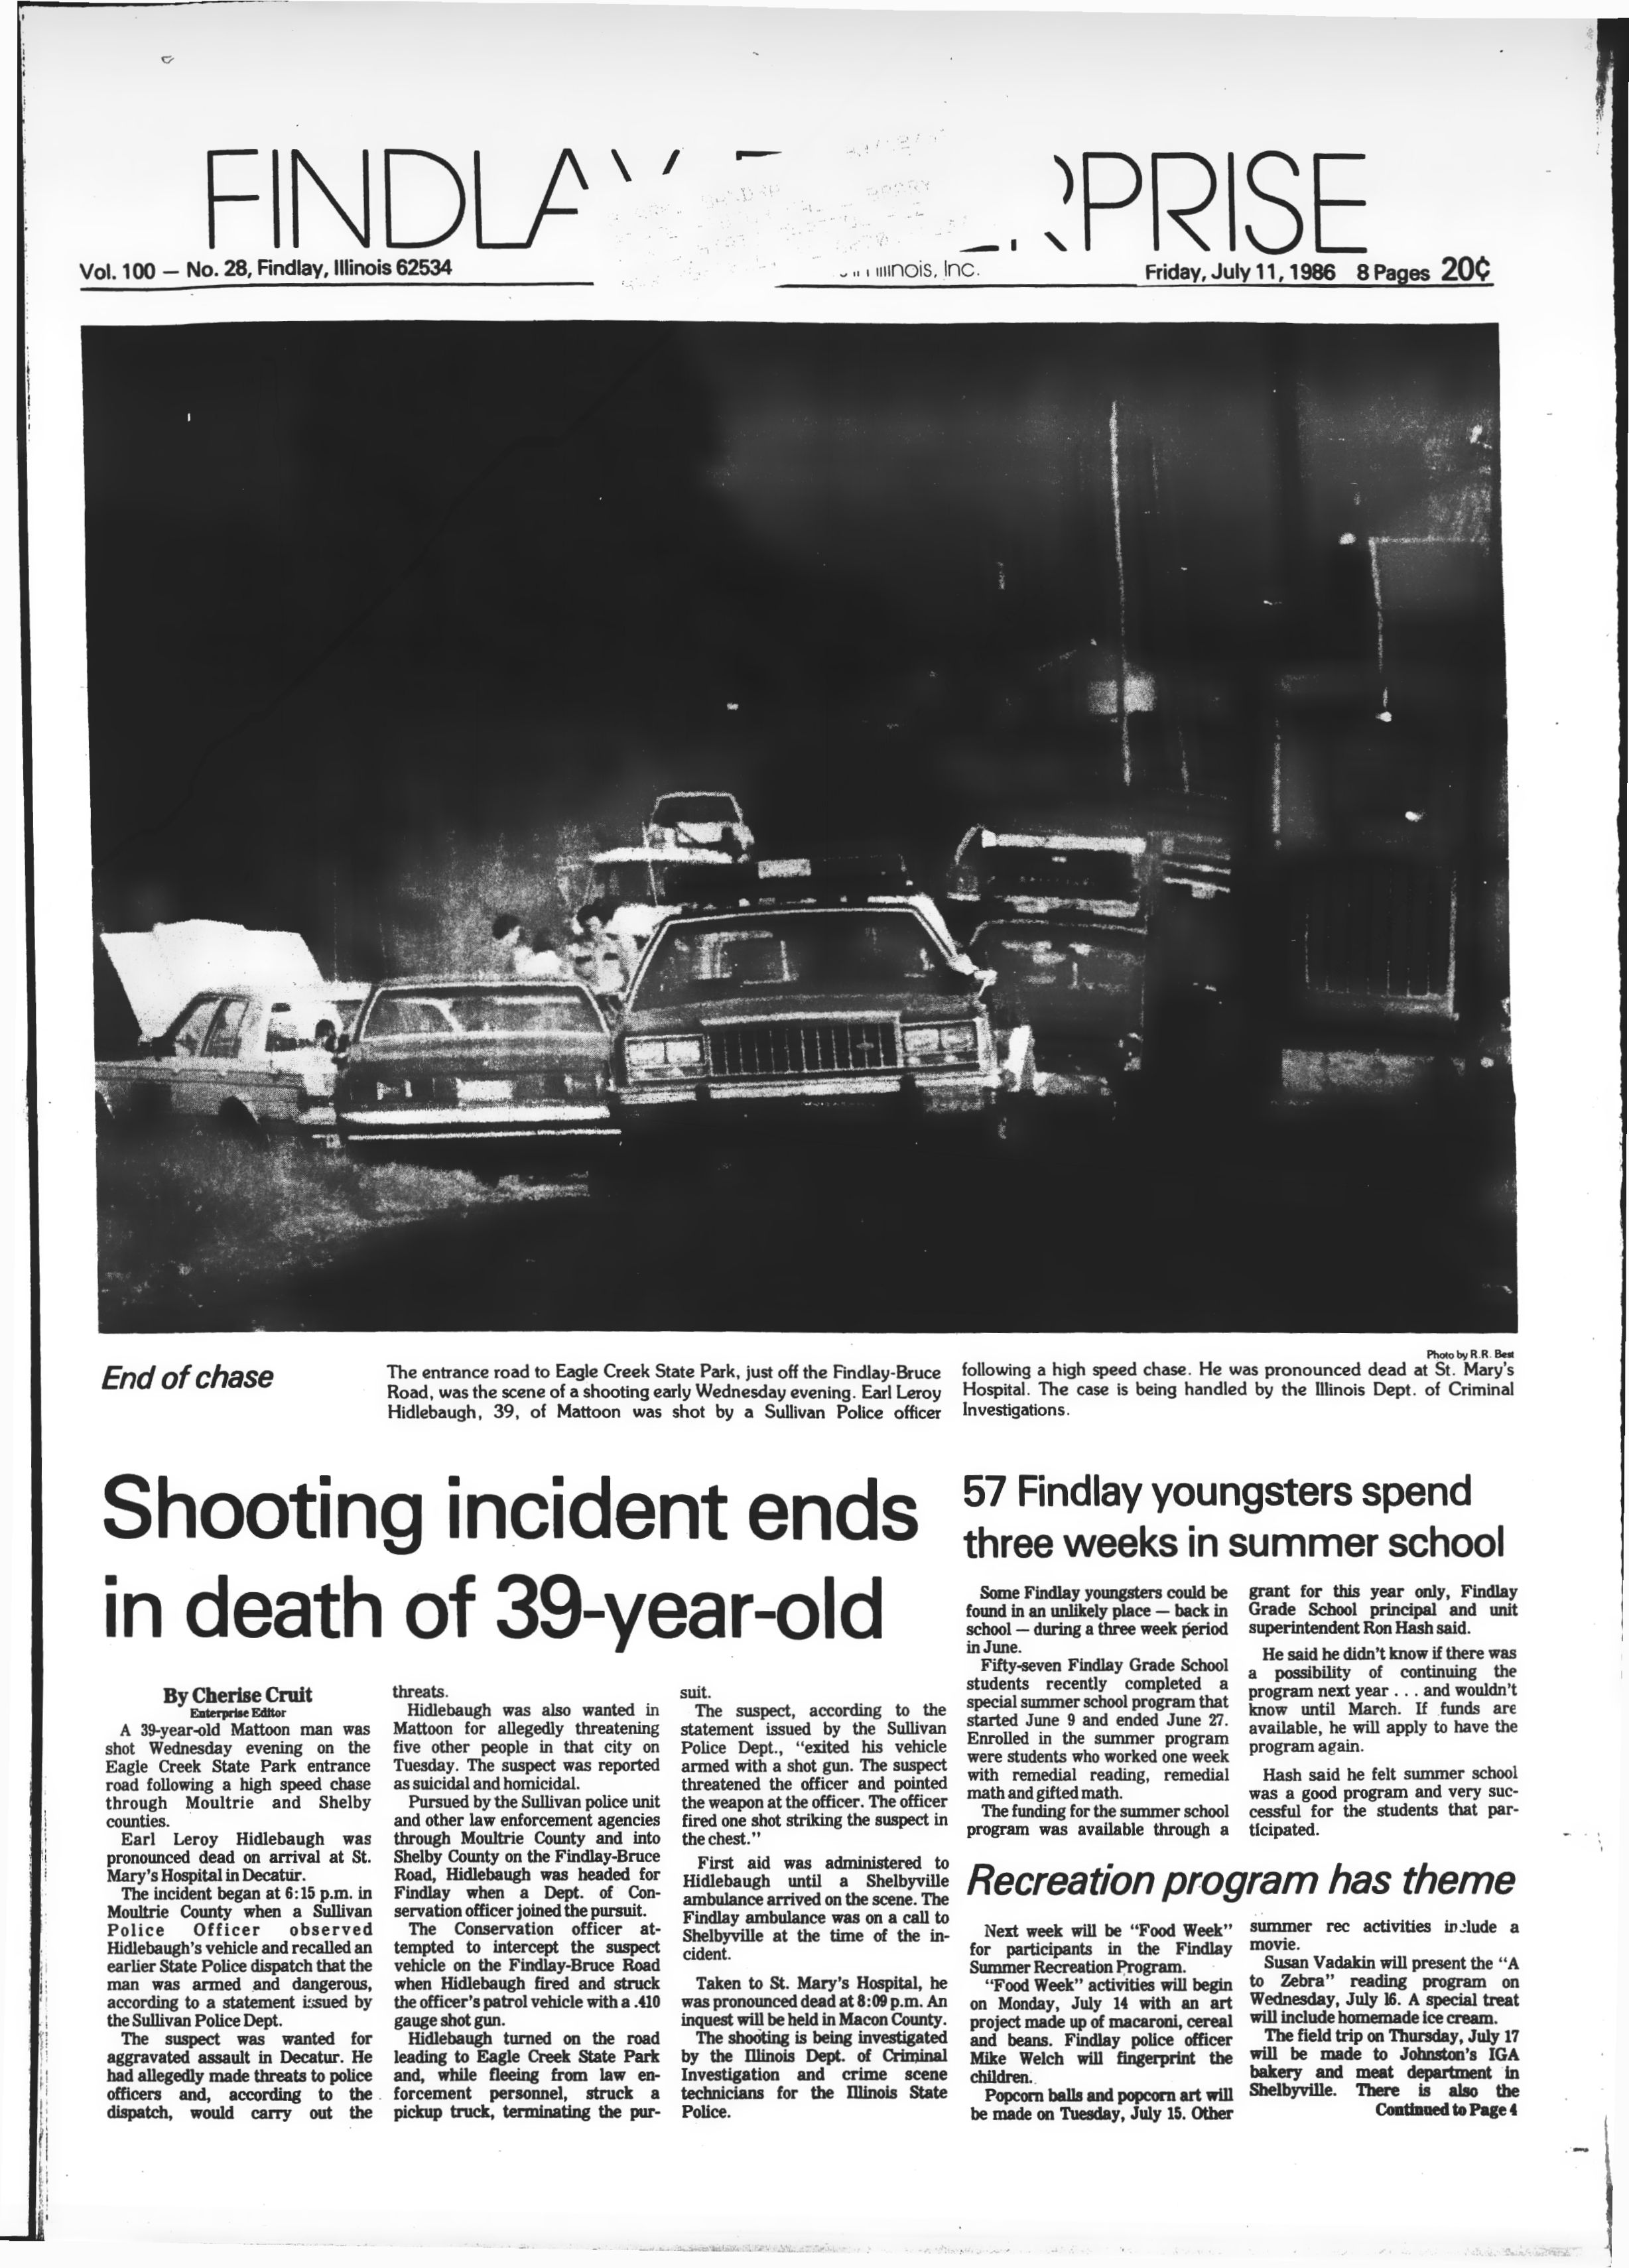 FINDLAY
PRISE
Vol. 100 — No. 28, Findlay, Illinois 62534
Illinois, Inc.
Friday, July 11, 1986 8 Pages 20¢
Photo by R.R. Best
End of chase
The entrance road to Eagle Creek State Park, just off the Findlay-Bruce
Road, was the scene of a shooting early Wednesday evening. Earl Leroy
Hidlebaugh, 39, of Mattoon was shot by a Sullivan Police officer
following a high speed chase. He was pronounced dead at St. Mary's
Hospital. The case is being handled by the Illinois Dept. of Criminal
Investigations.
Shooting incident ends
in death of 39-year-old
By Cherise Cruit
Enterprise Editor
A 39-year-old Mattoon man was
shot Wednesday evening on the
Eagle Creek State Park entrance
road following a high speed chase
through Moultrie and Shelby
counties.
Earl Leroy Hidlebaugh was
pronounced dead on arrival at St.
Mary's Hospital in Decatur.
The incident began at 6:15 p.m. in
Moultrie County when a Sullivan
Police Officer observed
Hidlebaugh's vehicle and recalled an
earlier State Police dispatch that the
man was armed and dangerous,
according to a statement issued by
the Sullivan Police Dept.
The suspect was wanted for
aggravated assault in Decatur. He
had allegedly made threats to police
officers and, according to the
dispatch, would carry out the
threats.
Hidlebaugh was also wanted in
Mattoon for allegedly threatening
five other people in that city on
Tuesday. The suspect was reported
as suicidal and homicidal.
Pursued by the Sullivan police unit
and other law enforcement agencies
through Moultrie County and into
Shelby County on the Findlay-Bruce
Road, Hidlebaugh was headed for
Findlay when a Dept. of Con-
servation officer joined the pursuit.
The Conservation officer at-
tempted to intercept the suspect
vehicle on the Findlay-Bruce Road
when Hidlebaugh fired and struck
the officer's patrol vehicle with a .410
gauge shot gun.
Hidlebaugh turned on the road
leading to Eagle Creek State Park
and, while fleeing from law en-
forcement personnel, struck a
pickup truck, terminating the pur-
suit.
The suspect, according to the
statement issued by the Sullivan
Police Dept., "exited his vehicle
armed with a shot gun. The suspect
threatened the officer and pointed
the weapon at the officer. The officer
fired one shot striking the suspect in
the chest."
First aid was administered to
Hidlebaugh until a Shelbyville
ambulance arrived on the scene. The
Findlay ambulance was on a call to
Shelbyville at the time of the in-
cident.
Taken to St. Mary's Hospital, he
was pronounced dead at 8:09 p.m. An
inquest will be held in Macon County.
The shooting is being investigated
by the Illinois Dept. of Criminal
Investigation and crime scene
technicians for the Illinois State
Police.
57 Findlay youngsters spend
three weeks in summer school
Some Findlay youngsters could be
found in an unlikely place — back in
school — during a three week period
in June.
Fifty-seven Findlay Grade School
students recently completed a
special summer school program that
started June 9 and ended June 27.
Enrolled in the summer program
were students who worked one week
with remedial reading, remedial
math and gifted math.
The funding for the summer school
program was available through a
grant for this year only, Findlay
Grade School principal and unit
superintendent Ron Hash said.
He said he didn't know if there was
a possibility of continuing the
program next year . . . and wouldn't
know until March. If funds are
available, he will apply to have the
program again.
Hash said he felt summer school
was a good program and very suc-
cessful for the students that par-
ticipated.
Recreation program has theme
Next week will be "Food Week"
for participants in the Findlay
Summer Recreation Program.
"Food Week" activities will begin
on Monday, July 14 with an art
project made up of macaroni, cereal
and beans. Findlay police officer
Mike Welch will fingerprint the
children.
Popcorn balls and popcorn art will
be made on Tuesday, July 15. Other
summer rec activities include a
movie.
Susan Vadakin will present the "A
to Zebra" reading program on
Wednesday, July 16. A special treat
will include homemade ice cream.
The field trip on Thursday, July 17
will be made to Johnston's IGA
bakery and meat department in
Shelbyville. There is also the
Continued to Page 4